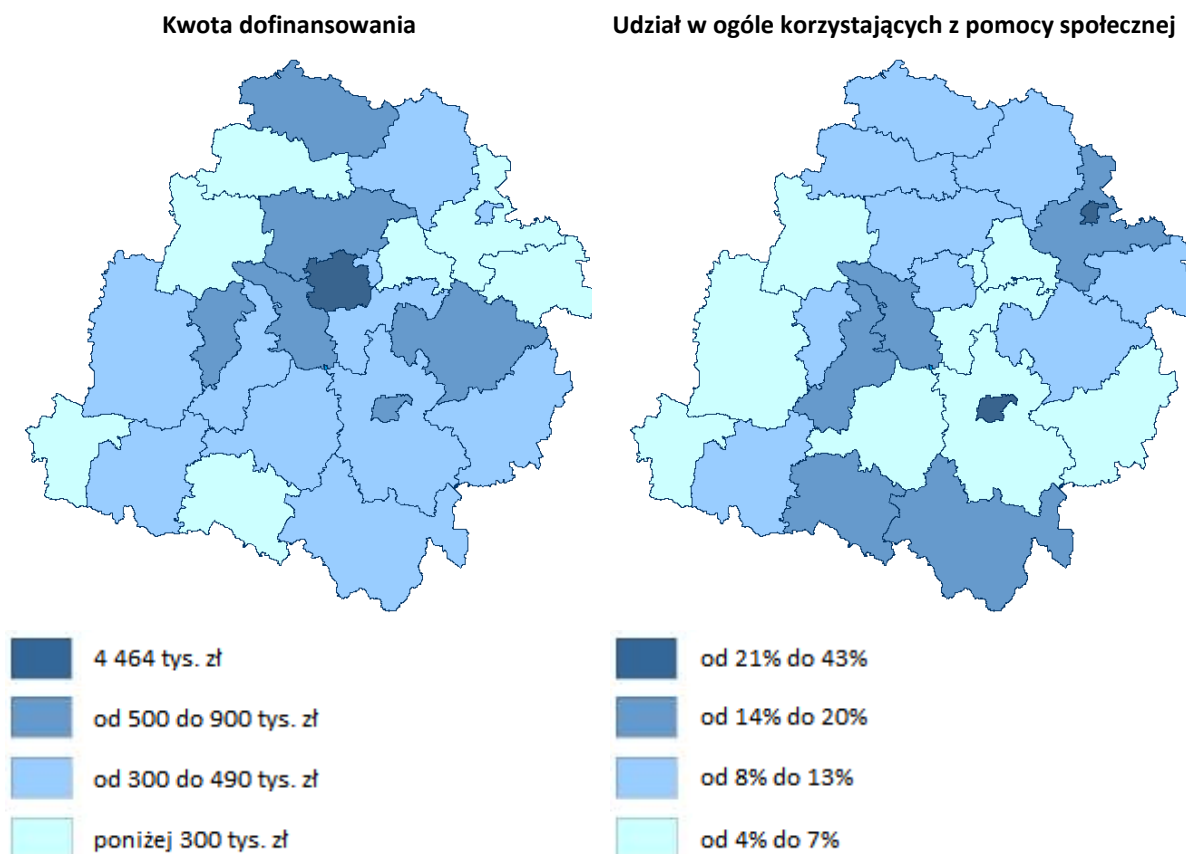 Kwota dofinansowania
Udział w ogóle korzystających z pomocy społecznej
4 464 tys. zł
od 500 do 900 tys. zł
od 300 do 490 tys. zł
poniżej 300 tys. zł
od 21% do 43%
od 14% do 20%
od 8% do 13%
od 4% do 7%